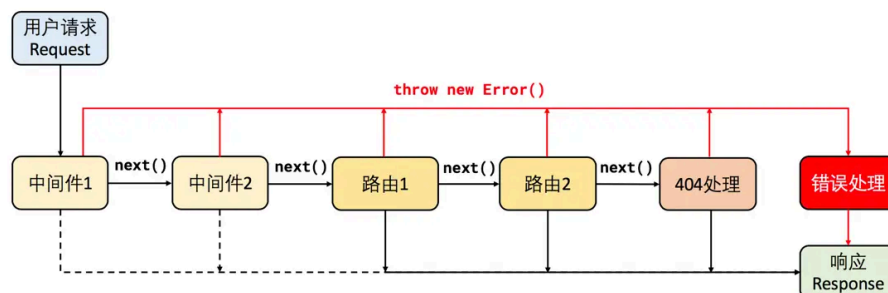 用户请求
Request
throw new Error()
中间件1
next()
中间件2
next()
路由1
next()
路由2
next()
404处理
错误处理
响应
Response